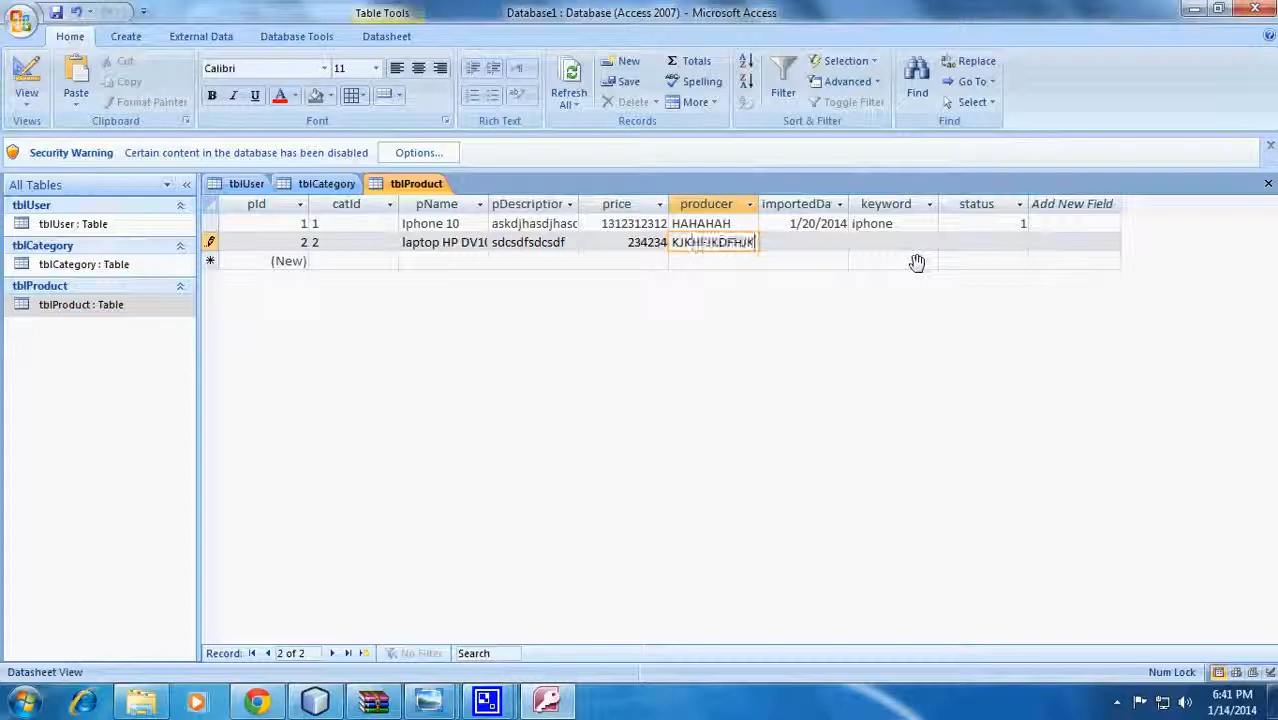 Table Tools
Database1 : Database (Access 2007) - Microsoft Access
Home Create External Data Database Tools Datasheet
View
Views
Paste
Cut
Copy
Format Painter
Clipboard
Calibri 11
B I U A
Font
Rich Text
Refresh All
New
Save
Delete
Totals
Spelling
More
Records
Filter
Selection
Advanced
Toggle Filter
Sort & Filter
Find
Replace
Go To
Select
Find
Security Warning Certain content in the database has been disabled Options...
All Tables
tblUser
tblUser : Table
tblCategory
tblCategory : Table
tblProduct
tblProduct : Table
tblUser tblCategory tblProduct
pId catId pName pDescription price producer importedDa keyword status Add New Field
1 1 Iphone 10 askdjhasdjhasc 1312312312 HAHAHAH 1/20/2014 iphone 1
2 2 laptop HP DV10 sdcsdfsdcsdf 234234
(New)
Record: 2 of 2 No Filter Search
Datasheet View Num Lock
6:41 PM
1/14/2014